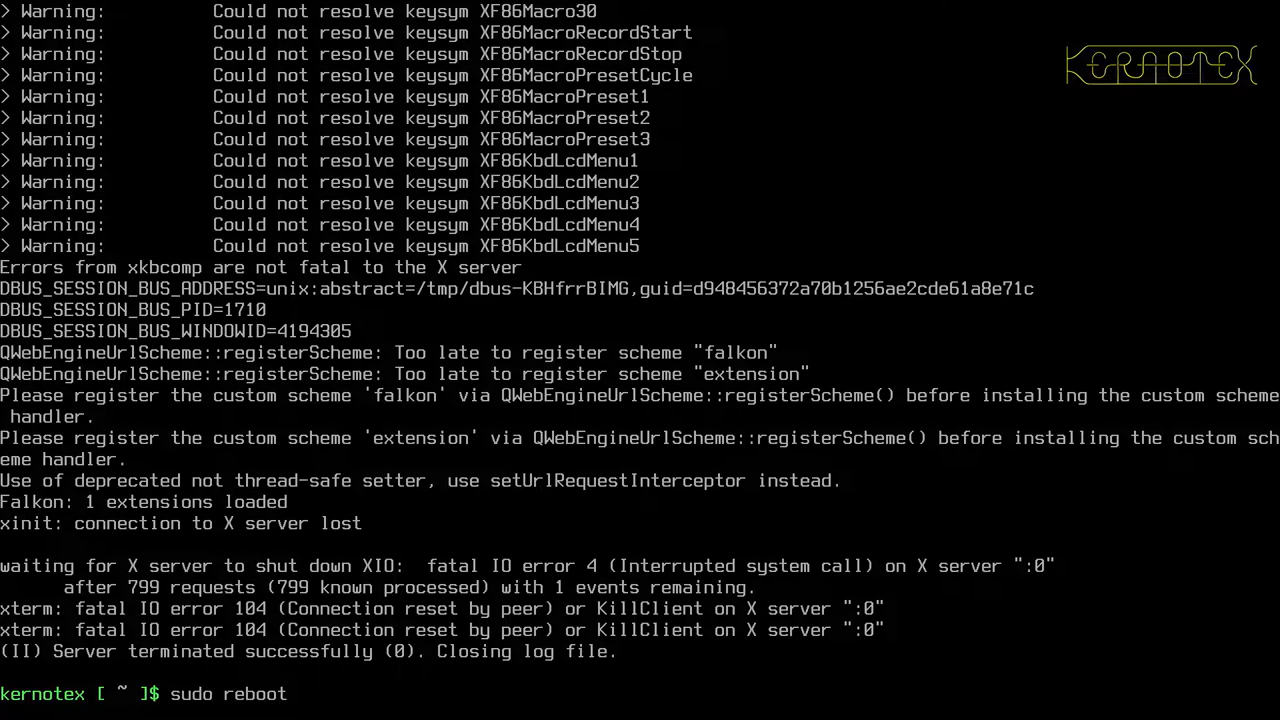 > Warning:          Could not resolve keysym XF86Macro30
> Warning:          Could not resolve keysym XF86MacroRecordStart
> Warning:          Could not resolve keysym XF86MacroRecordStop
> Warning:          Could not resolve keysym XF86MacroPresetCycle
> Warning:          Could not resolve keysym XF86MacroPreset1
> Warning:          Could not resolve keysym XF86MacroPreset2
> Warning:          Could not resolve keysym XF86MacroPreset3
> Warning:          Could not resolve keysym XF86KbdLcdMenu1
> Warning:          Could not resolve keysym XF86KbdLcdMenu2
> Warning:          Could not resolve keysym XF86KbdLcdMenu3
> Warning:          Could not resolve keysym XF86KbdLcdMenu4
> Warning:          Could not resolve keysym XF86KbdLcdMenu5
KERNOTEX
Errors from xkbcomp are not fatal to the X server
DBUS_SESSION_BUS_ADDRESS=unix:abstract=/tmp/dbus-KBHfrrBIMG,guid=d948456372a70b1256ae2cde61a8e71c
DBUS_SESSION_BUS_PID=1710
DBUS_SESSION_BUS_WINDOWID=4194305
QWebEngineUrlScheme::registerScheme: Too late to register scheme "falkon"
QWebEngineUrlScheme::registerScheme: Too late to register scheme "extension"
Please register the custom scheme 'falkon' via QWebEngineUrlScheme::registerScheme() before installing the custom scheme
 handler.
Please register the custom scheme 'extension' via QWebEngineUrlScheme::registerScheme() before installing the custom sch
eme handler.
Use of deprecated not thread-safe setter, use setUrlRequestInterceptor instead.
Falkon: 1 extensions loaded
xinit: connection to X server lost
waiting for X server to shut down XIO:  fatal IO error 4 (Interrupted system call) on X server ":0"
      after 799 requests (799 known processed) with 1 events remaining.
xterm: fatal IO error 104 (Connection reset by peer) or KillClient on X server ":0"
xterm: fatal IO error 104 (Connection reset by peer) or KillClient on X server ":0"
(II) Server terminated successfully (0). Closing log file.
kernotex [ ~ ]$ sudo reboot